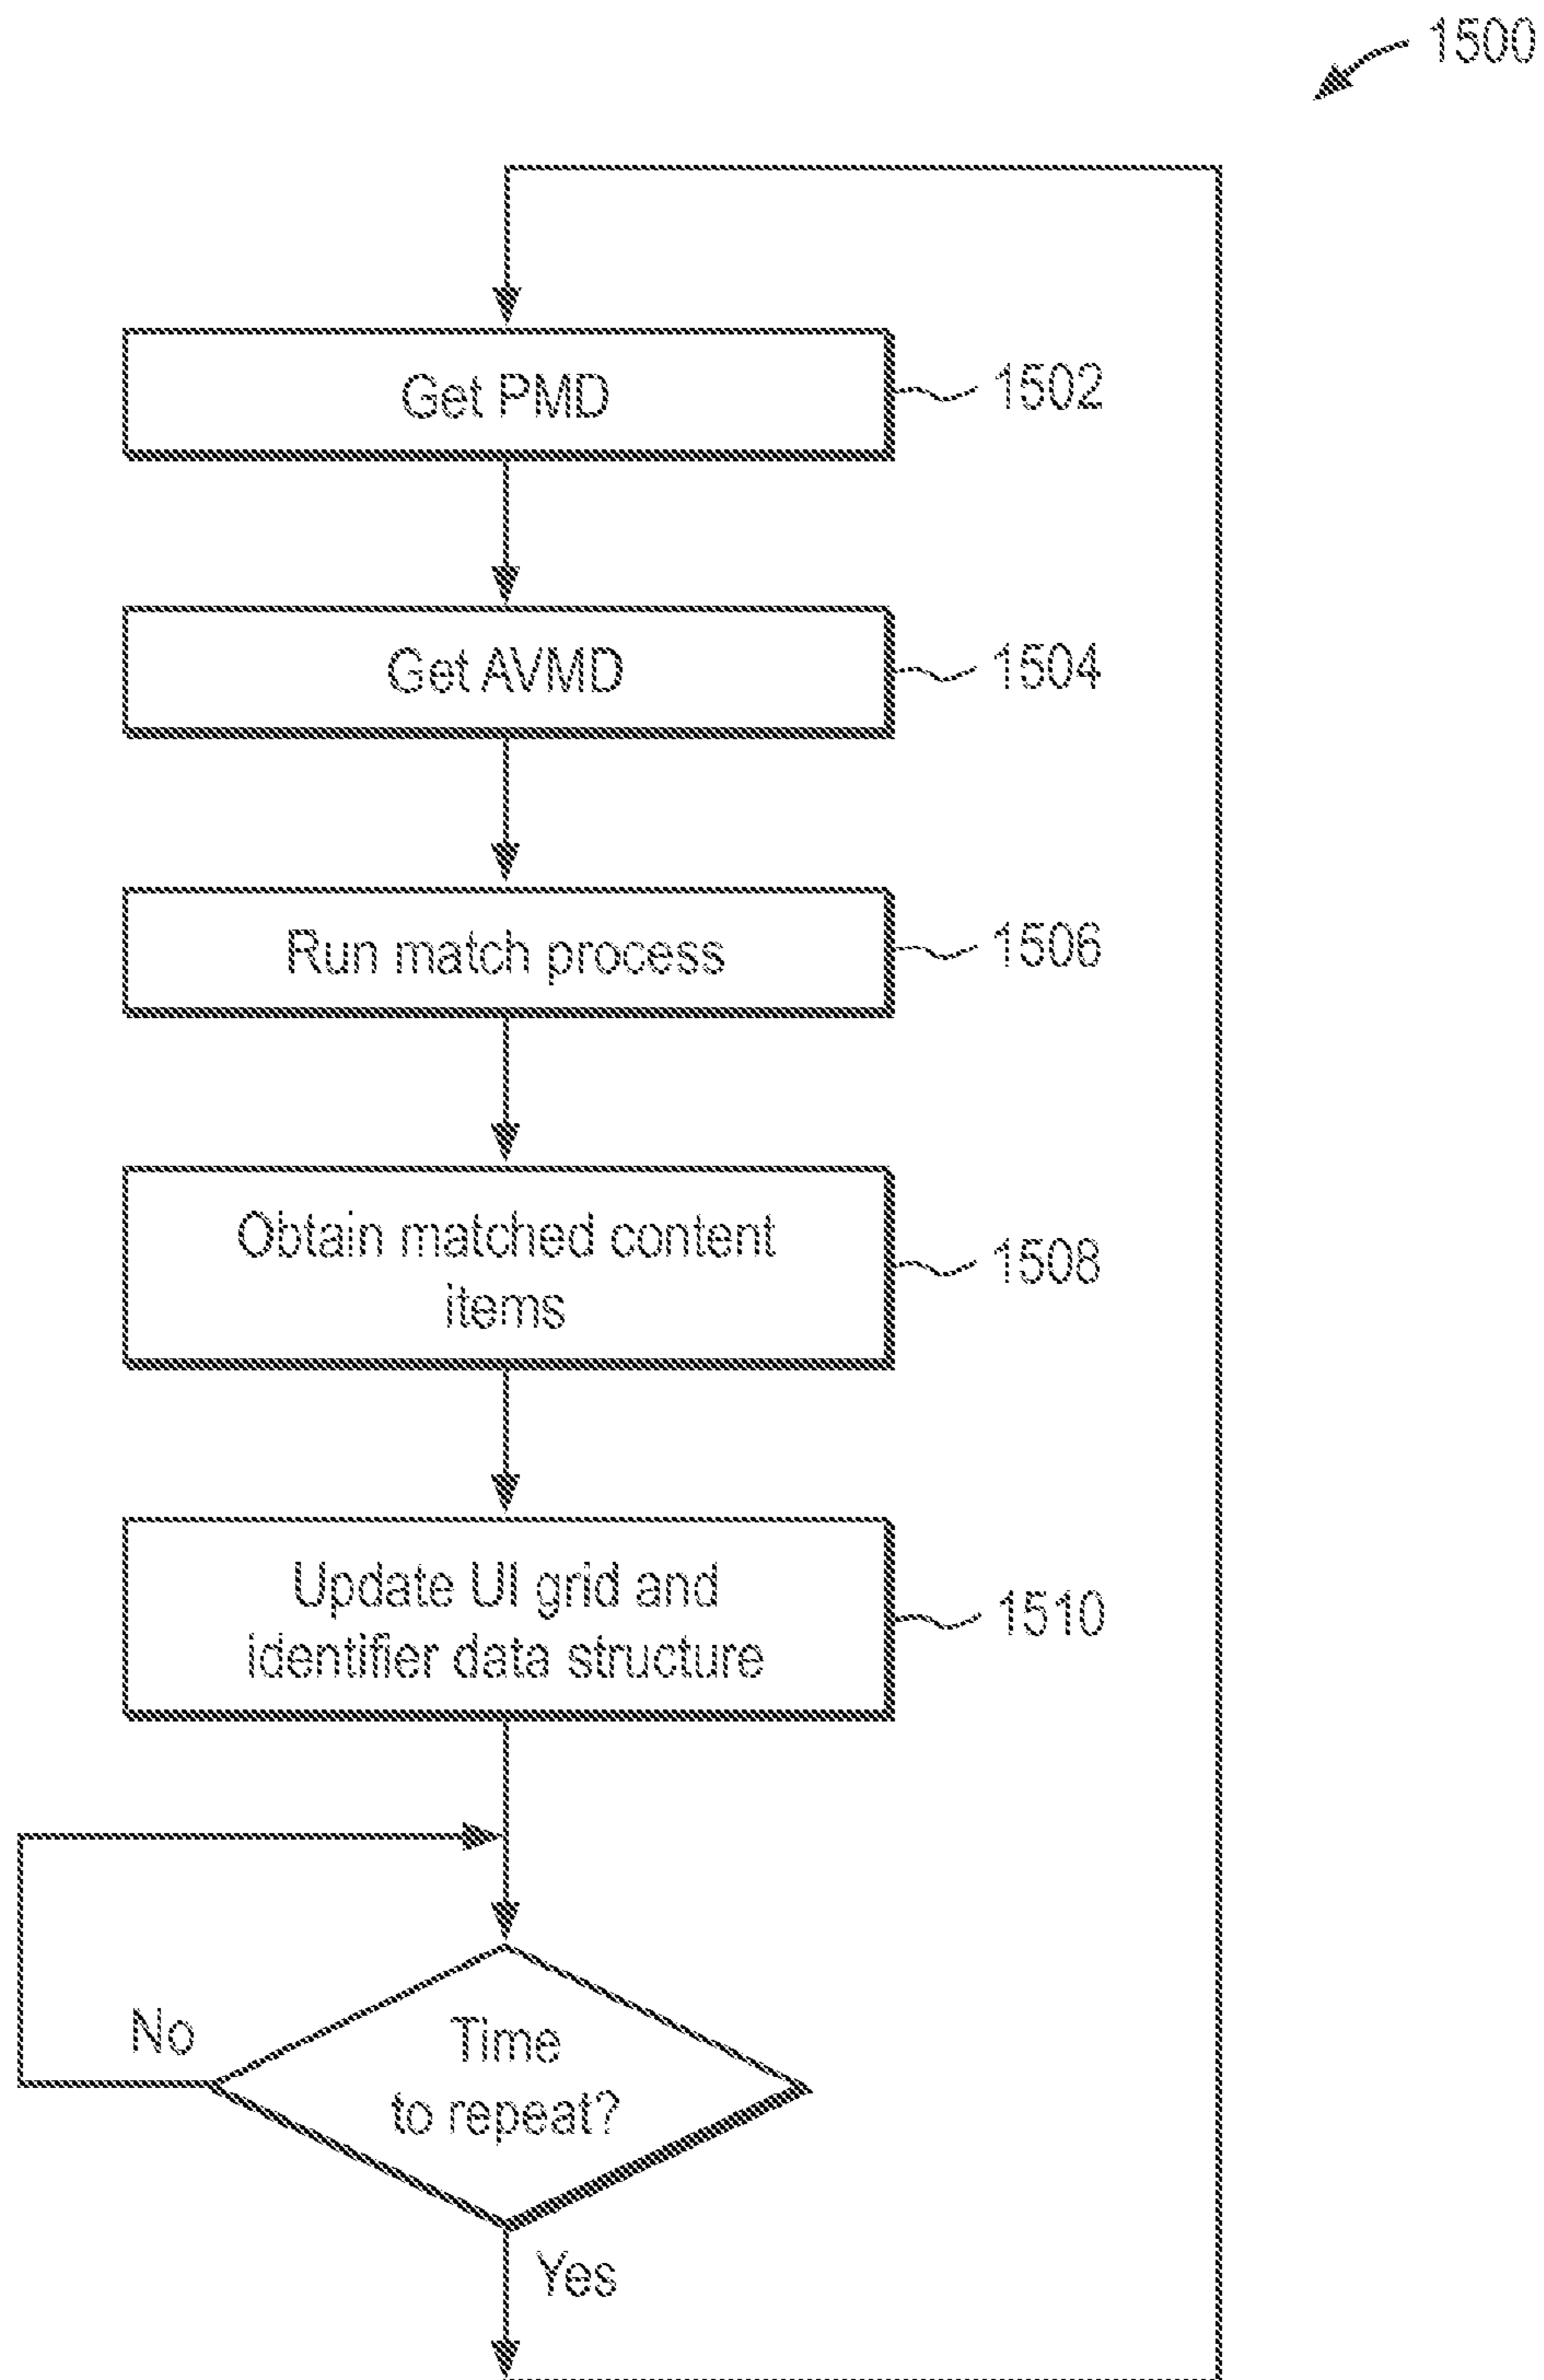 1500
Get PMD
1502
Get AVMD
1504
Run match process
1506
Obtain matched content
items
1508
Update UI grid and
identifier data structure
1510
No
Time
to repeat?
Yes